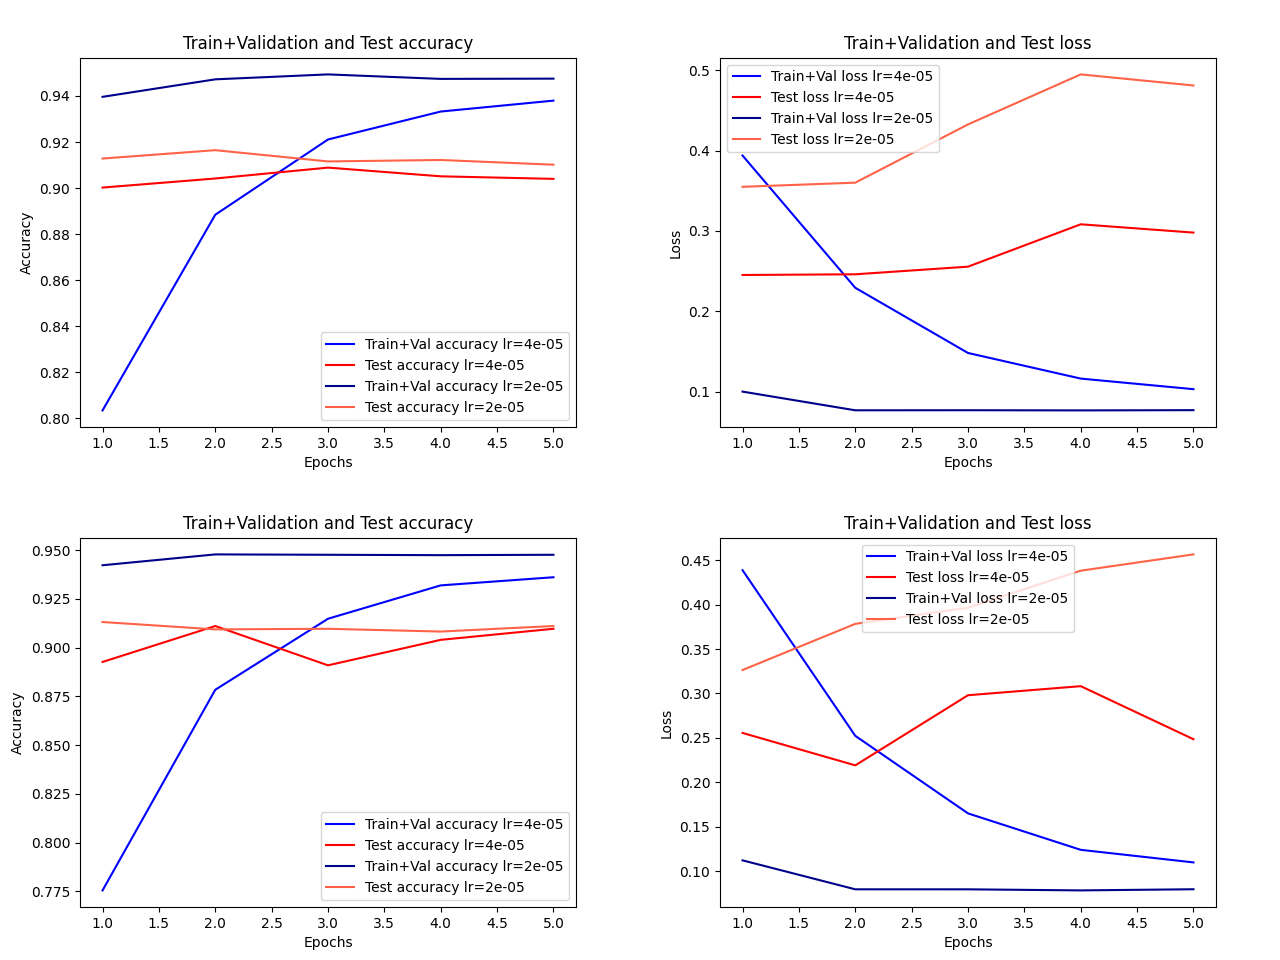 Train+Validation and Test accuracy
Accuracy
0.94
0.92
0.90
0.88
0.86
0.84
0.82
0.80
Train+Val accuracy lr=4e-05
Test accuracy lr=4e-05
Train+Val accuracy lr=2e-05
Test accuracy lr=2e-05
1.0 1.5 2.0 2.5 3.0 3.5 4.0 4.5 5.0
Epochs
Train+Validation and Test loss
Loss
0.5
0.4
0.3
0.2
0.1
Train+Val loss lr=4e-05
Test loss lr=4e-05
Train+Val loss lr=2e-05
Test loss lr=2e-05
1.0 1.5 2.0 2.5 3.0 3.5 4.0 4.5 5.0
Epochs
Train+Validation and Test accuracy
Accuracy
0.950
0.925
0.900
0.875
0.850
0.825
0.800
0.775
Train+Val accuracy lr=4e-05
Test accuracy lr=4e-05
Train+Val accuracy lr=2e-05
Test accuracy lr=2e-05
1.0 1.5 2.0 2.5 3.0 3.5 4.0 4.5 5.0
Epochs
Train+Validation and Test loss
Loss
0.45
0.40
0.35
0.30
0.25
0.20
0.15
0.10
Train+Val loss lr=4e-05
Test loss lr=4e-05
Train+Val loss lr=2e-05
Test loss lr=2e-05
1.0 1.5 2.0 2.5 3.0 3.5 4.0 4.5 5.0
Epochs